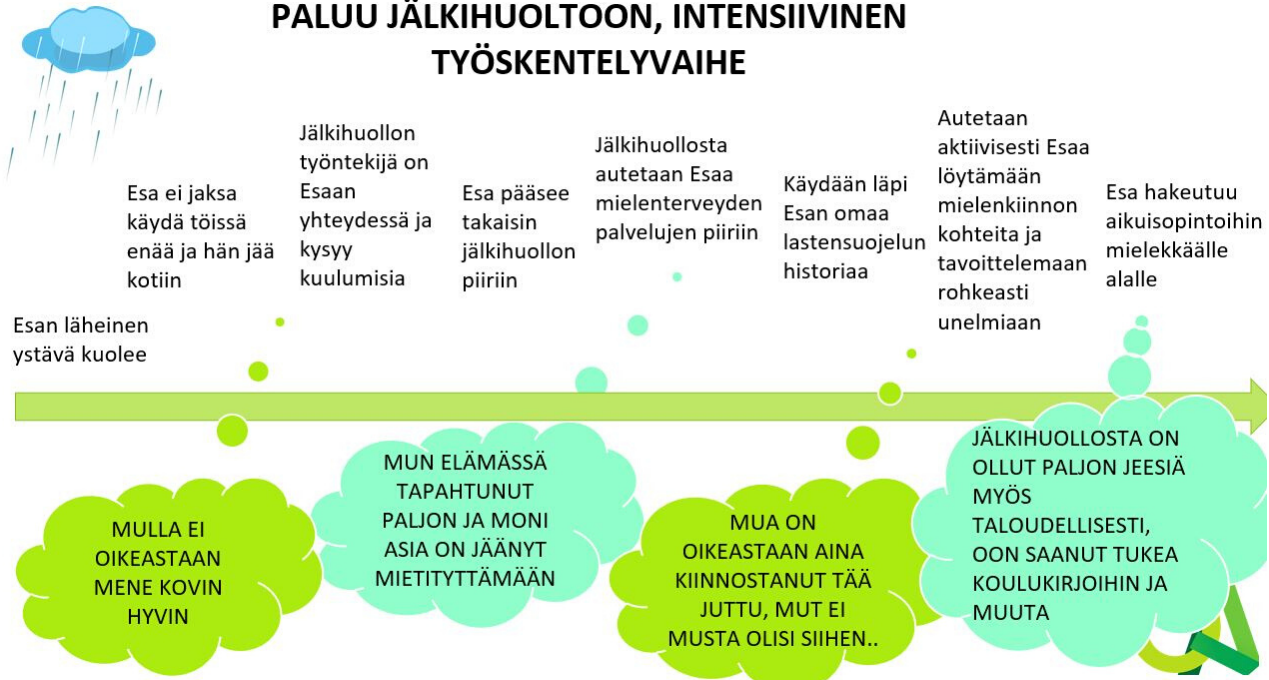 PALUU JÄLKIHUOLTOON, INTENSIIVINEN
TYÖSKENTELYVAIHE
Esan läheinen
ystävä kuolee
Esa ei jaksa
käydä töissä
enää ja hän jää
kotiin
Jälkihuollon
työntekijä on
Esaan
yhteydessä ja
kysyy
kuulumisia
Esa pääsee
takaisin
jälkihuollon
piiriin
Jälkihuollosta
autetaan Esaa
mielenterveyden
palvelujen piiriin
Käydään läpi
Esan omaa
lastensuojelun
historiaa
Autetaan
aktiivisesti Esaa
löytämään
mielenkiinnon
kohteita ja
tavoittelemaan
rohkeasti
unelmiaan
Esa hakeutuu
aikuisopintoihin
mielekkäälle
alalle
MULLA EI
OIKEASTAAN
MENE KOVIN
HYVIN
MUN ELÄMÄSSÄ
TAPAHTUNUT
PALJON JA MONI
ASIA ON JÄÄNYT
MIETITYTTÄMÄÄN
MUA ON
OIKEASTAAN AINA
KIINNOSTANUT TÄÄ
JUTTU, MUT EI
MUSTA OLISI SIIHEN..
JÄLKIHUOLLOSTA ON
OLLUT PALJON JEESIÄ
MYÖS
TALOUDELLISESTI,
OON SAANUT TUKEA
KOULUKIRJOIHIN JA
MUUTA